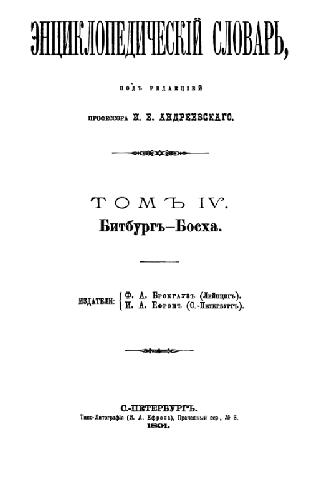 ЭНЦИКЛОПЕДИЧЕСКІЙ СЛОВАРЬ,
ПОДЪ РЕДАКЦІЕЙ
ПРОФЕССОРА И. Е. АНДРЕЕВСКАГО.
ТОМЪ IV.
Битбургъ—Босха.
ИЗДАТЕЛИ:
Ф. А. Брокгаузъ (Лейпцигъ).
И. А. Ефронъ (С.-Петербургъ).
С.-ПЕТЕРБУРГЪ.
Типо-Литографія (И. А. Ефрона), Прачешный пер., № 6.
1891.